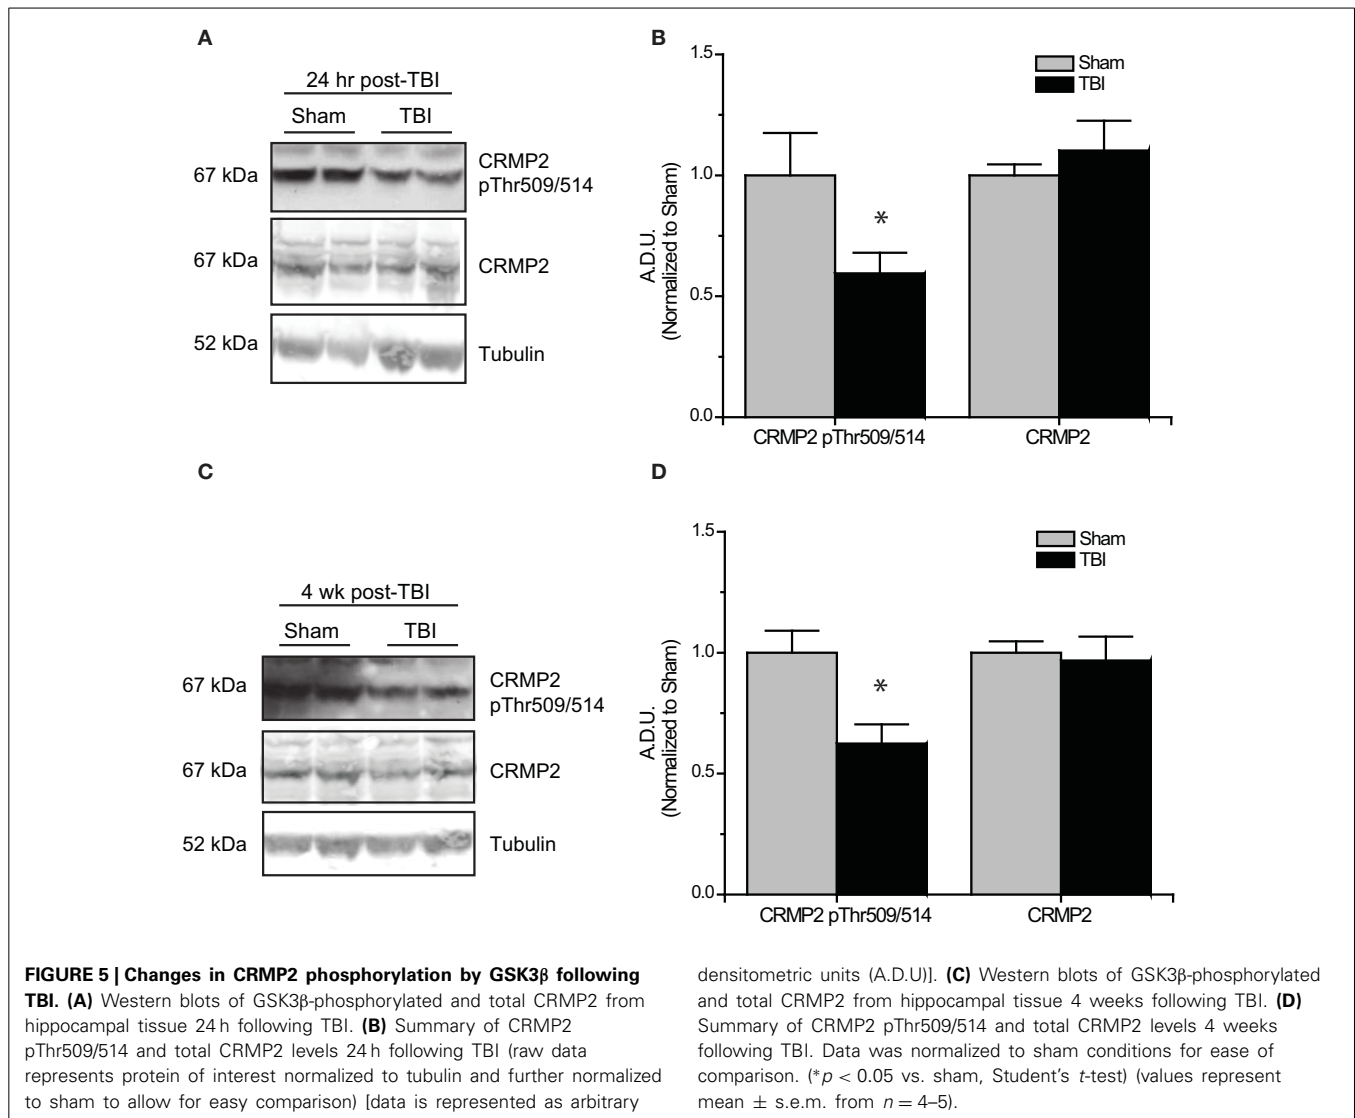 A
24 hr post-TBI
Sham TBI
67 kDa
CRMP2
pThr509/514
67 kDa
CRMP2
52 kDa
Tubulin
B
1.5
1.0
0.5
0.0
A.D.U.
(Normalized to Sham)
Sham
TBI
*
CRMP2 pThr509/514 CRMP2
C
4 wk post-TBI
Sham TBI
67 kDa
CRMP2
pThr509/514
67 kDa
CRMP2
52 kDa
Tubulin
D
1.5
1.0
0.5
0.0
A.D.U.
(Normalized to Sham)
Sham
TBI
*
CRMP2 pThr509/514 CRMP2
FIGURE 5 | Changes in CRMP2 phosphorylation by GSK3β following
TBI. (A) Western blots of GSK3β-phosphorylated and total CRMP2 from
hippocampal tissue 24 h following TBI. (B) Summary of CRMP2
pThr509/514 and total CRMP2 levels 24 h following TBI (raw data
represents protein of interest normalized to tubulin and further normalized
to sham to allow for easy comparison) [data is represented as arbitrary
densitometric units (A.D.U)]. (C) Western blots of GSK3β-phosphorylated
and total CRMP2 from hippocampal tissue 4 weeks following TBI. (D)
Summary of CRMP2 pThr509/514 and total CRMP2 levels 4 weeks
following TBI. Data was normalized to sham conditions for ease of
comparison. (*p < 0.05 vs. sham, Student's t-test) (values represent
mean ± s.e.m. from n = 4–5).